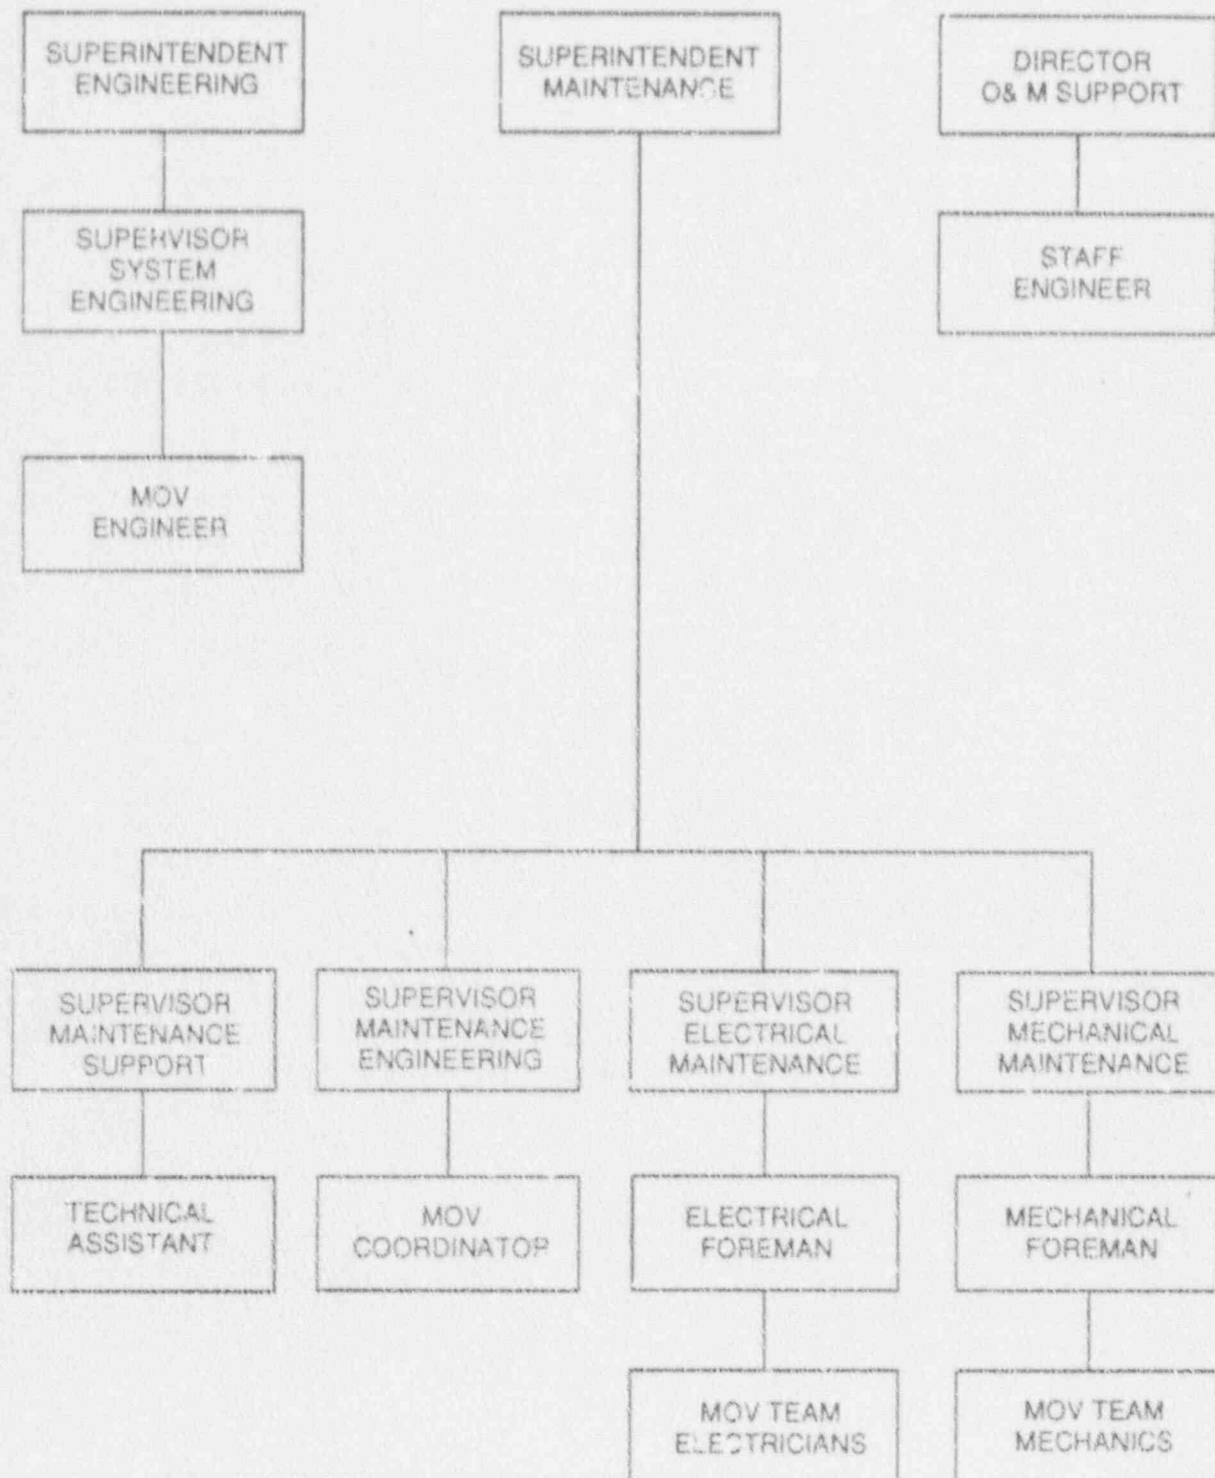 SUPERINTENDENT
ENGINEERING
SUPERINTENDENT
MAINTENANCE
DIRECTOR
O& M SUPPORT
SUPERVISOR
SYSTEM
ENGINEERING
STAFF
ENGINEER
MOV
ENGINEER
SUPERVISOR
MAINTENANCE
SUPPORT
SUPERVISOR
MAINTENANCE
ENGINEERING
SUPERVISOR
ELECTRICAL
MAINTENANCE
SUPERVISOR
MECHANICAL
MAINTENANCE
TECHNICAL
ASSISTANT
MOV
COORDINATOR
ELECTRICAL
FOREMAN
MECHANICAL
FOREMAN
MOV TEAM
ELECTRICIANS
MOV TEAM
MECHANICS